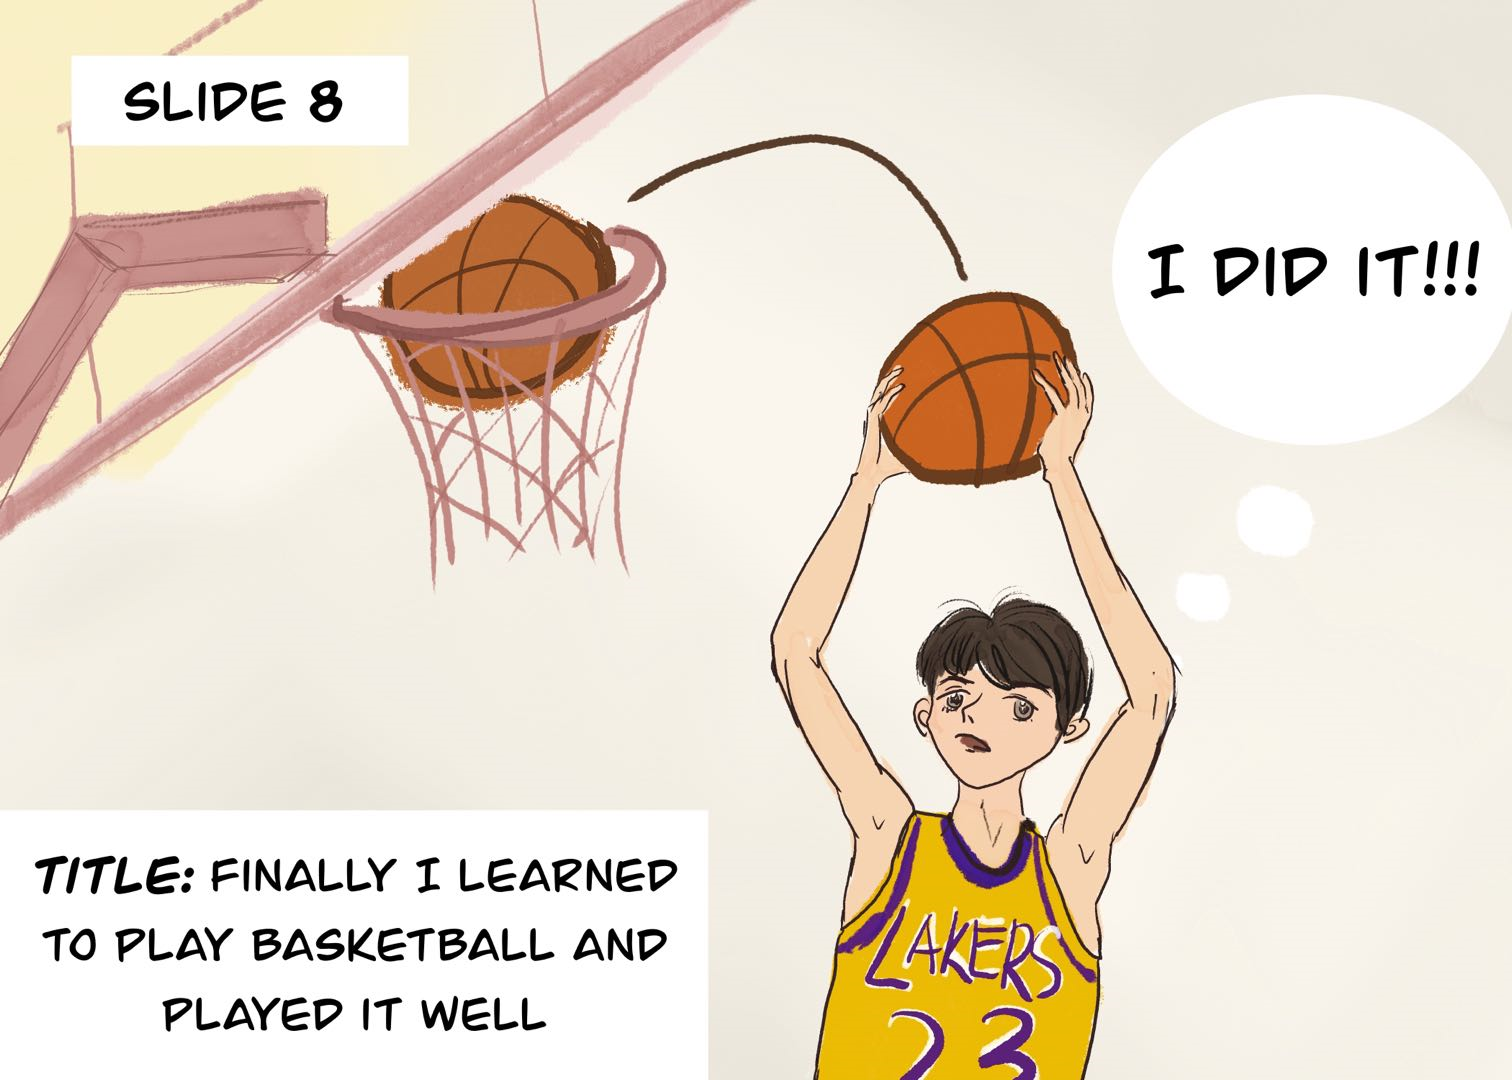 SLIDE 8
I DID IT!!!
TITLE: FINALLY I LEARNED
TO PLAY BASKETBALL AND
PLAYED IT WELL
LAKERS
23